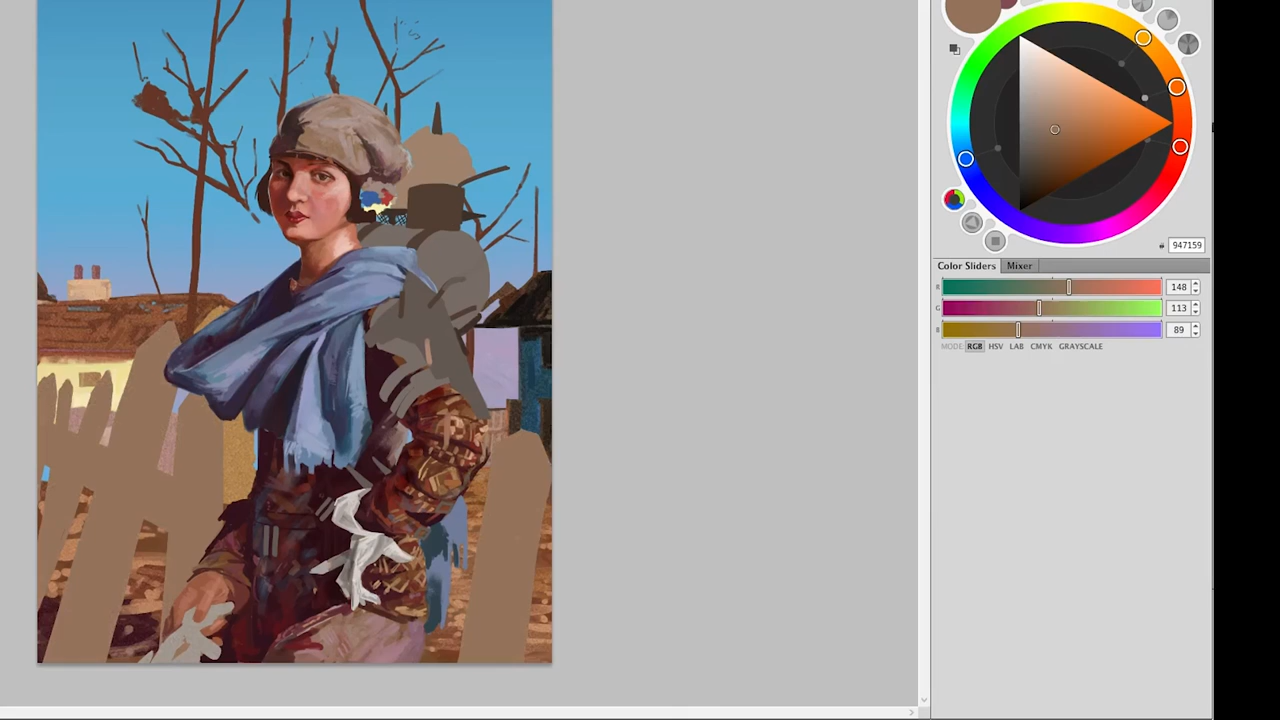 # 947159
Color Sliders Mixer
R 148
G 113
B 89
MODE RGB HSV LAB CMYK GRAYSCALE